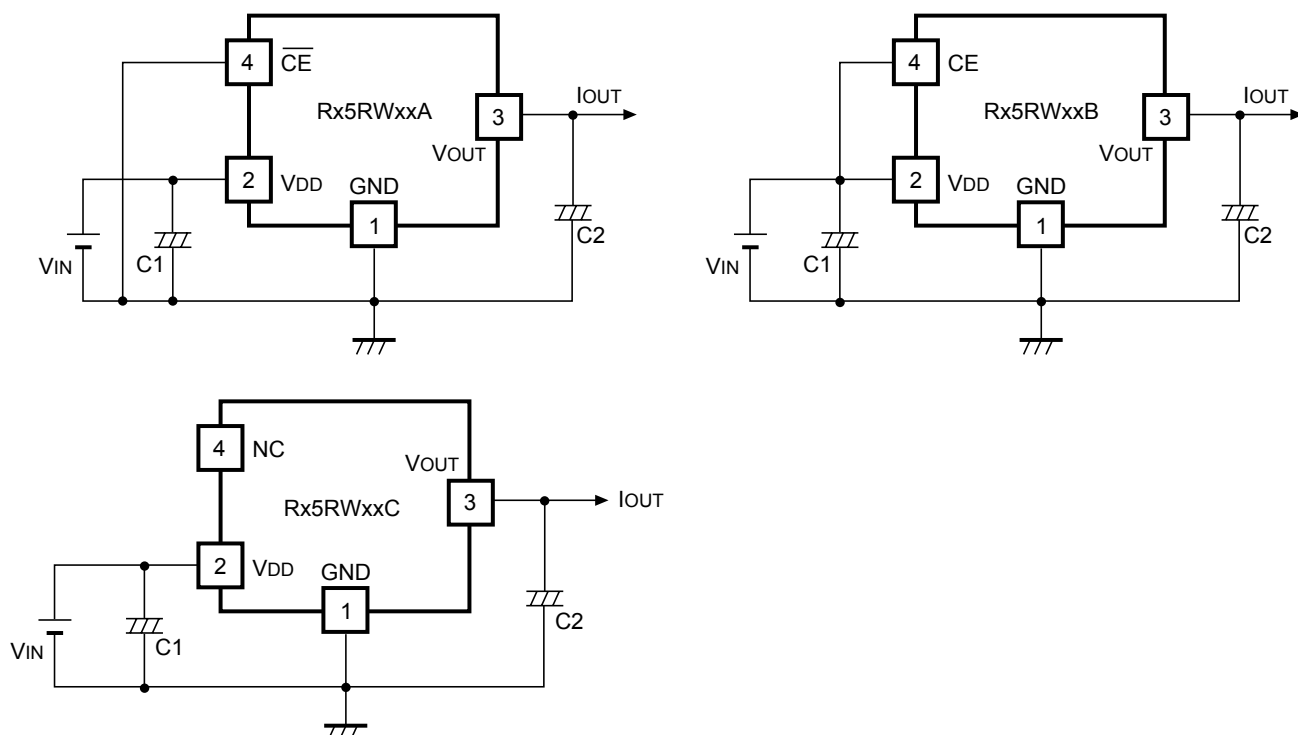 4 CE
Rx5RWxxA
3
IOUT
VOUT
2 VDD
GND
1
VIN
C1
C2
4 CE
Rx5RWxxB
3
IOUT
VOUT
2 VDD
GND
1
VIN
C1
C2
4 NC
VOUT
Rx5RWxxC
3
IOUT
2 VDD
GND
1
VIN
C1
C2